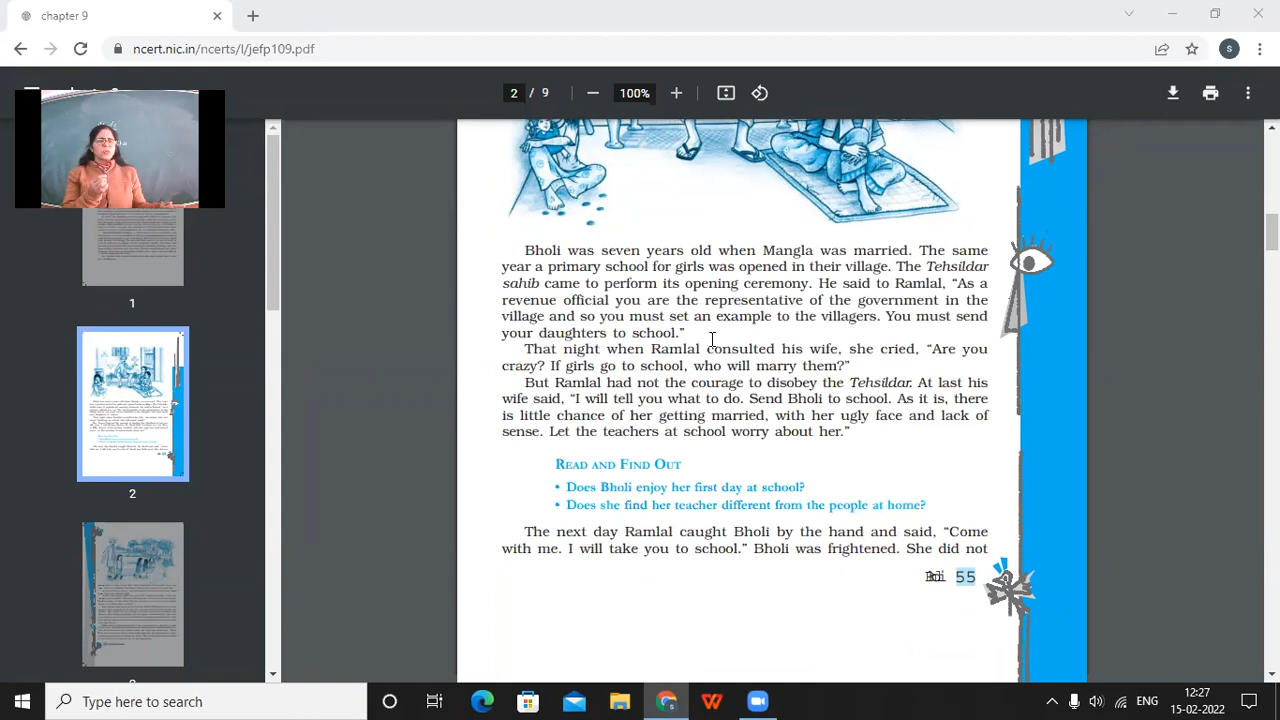 chapter 9
ncert.nic.in/ncerts/l/jefp109.pdf
S
2 / 9
100%
1
2
Bholi was seven years old when Mangla was married. The same
year a primary school for girls was opened in their village. The Tehsildar
sahib came to perform its opening ceremony. He said to Ramlal, “As a
revenue official you are the representative of the government in the
village and so you must set an example to the villagers. You must send
your daughters to school.”
That night when Ramlal consulted his wife, she cried, “Are you
crazy? If girls go to school, who will marry them?”
But Ramlal had not the courage to disobey the Tehsildar. At last his
wife said, “I will tell you what to do. Send Bholi to school. As it is, there
is little chance of her getting married, with her ugly face and lack of
sense. Let the teachers at school worry about her.”
READ AND FIND OUT
• Does Bholi enjoy her first day at school?
• Does she find her teacher different from the people at home?
The next day Ramlal caught Bholi by the hand and said, “Come
with me. I will take you to school.” Bholi was frightened. She did not
55
Type here to search
ENG
12:27
15-02-2022